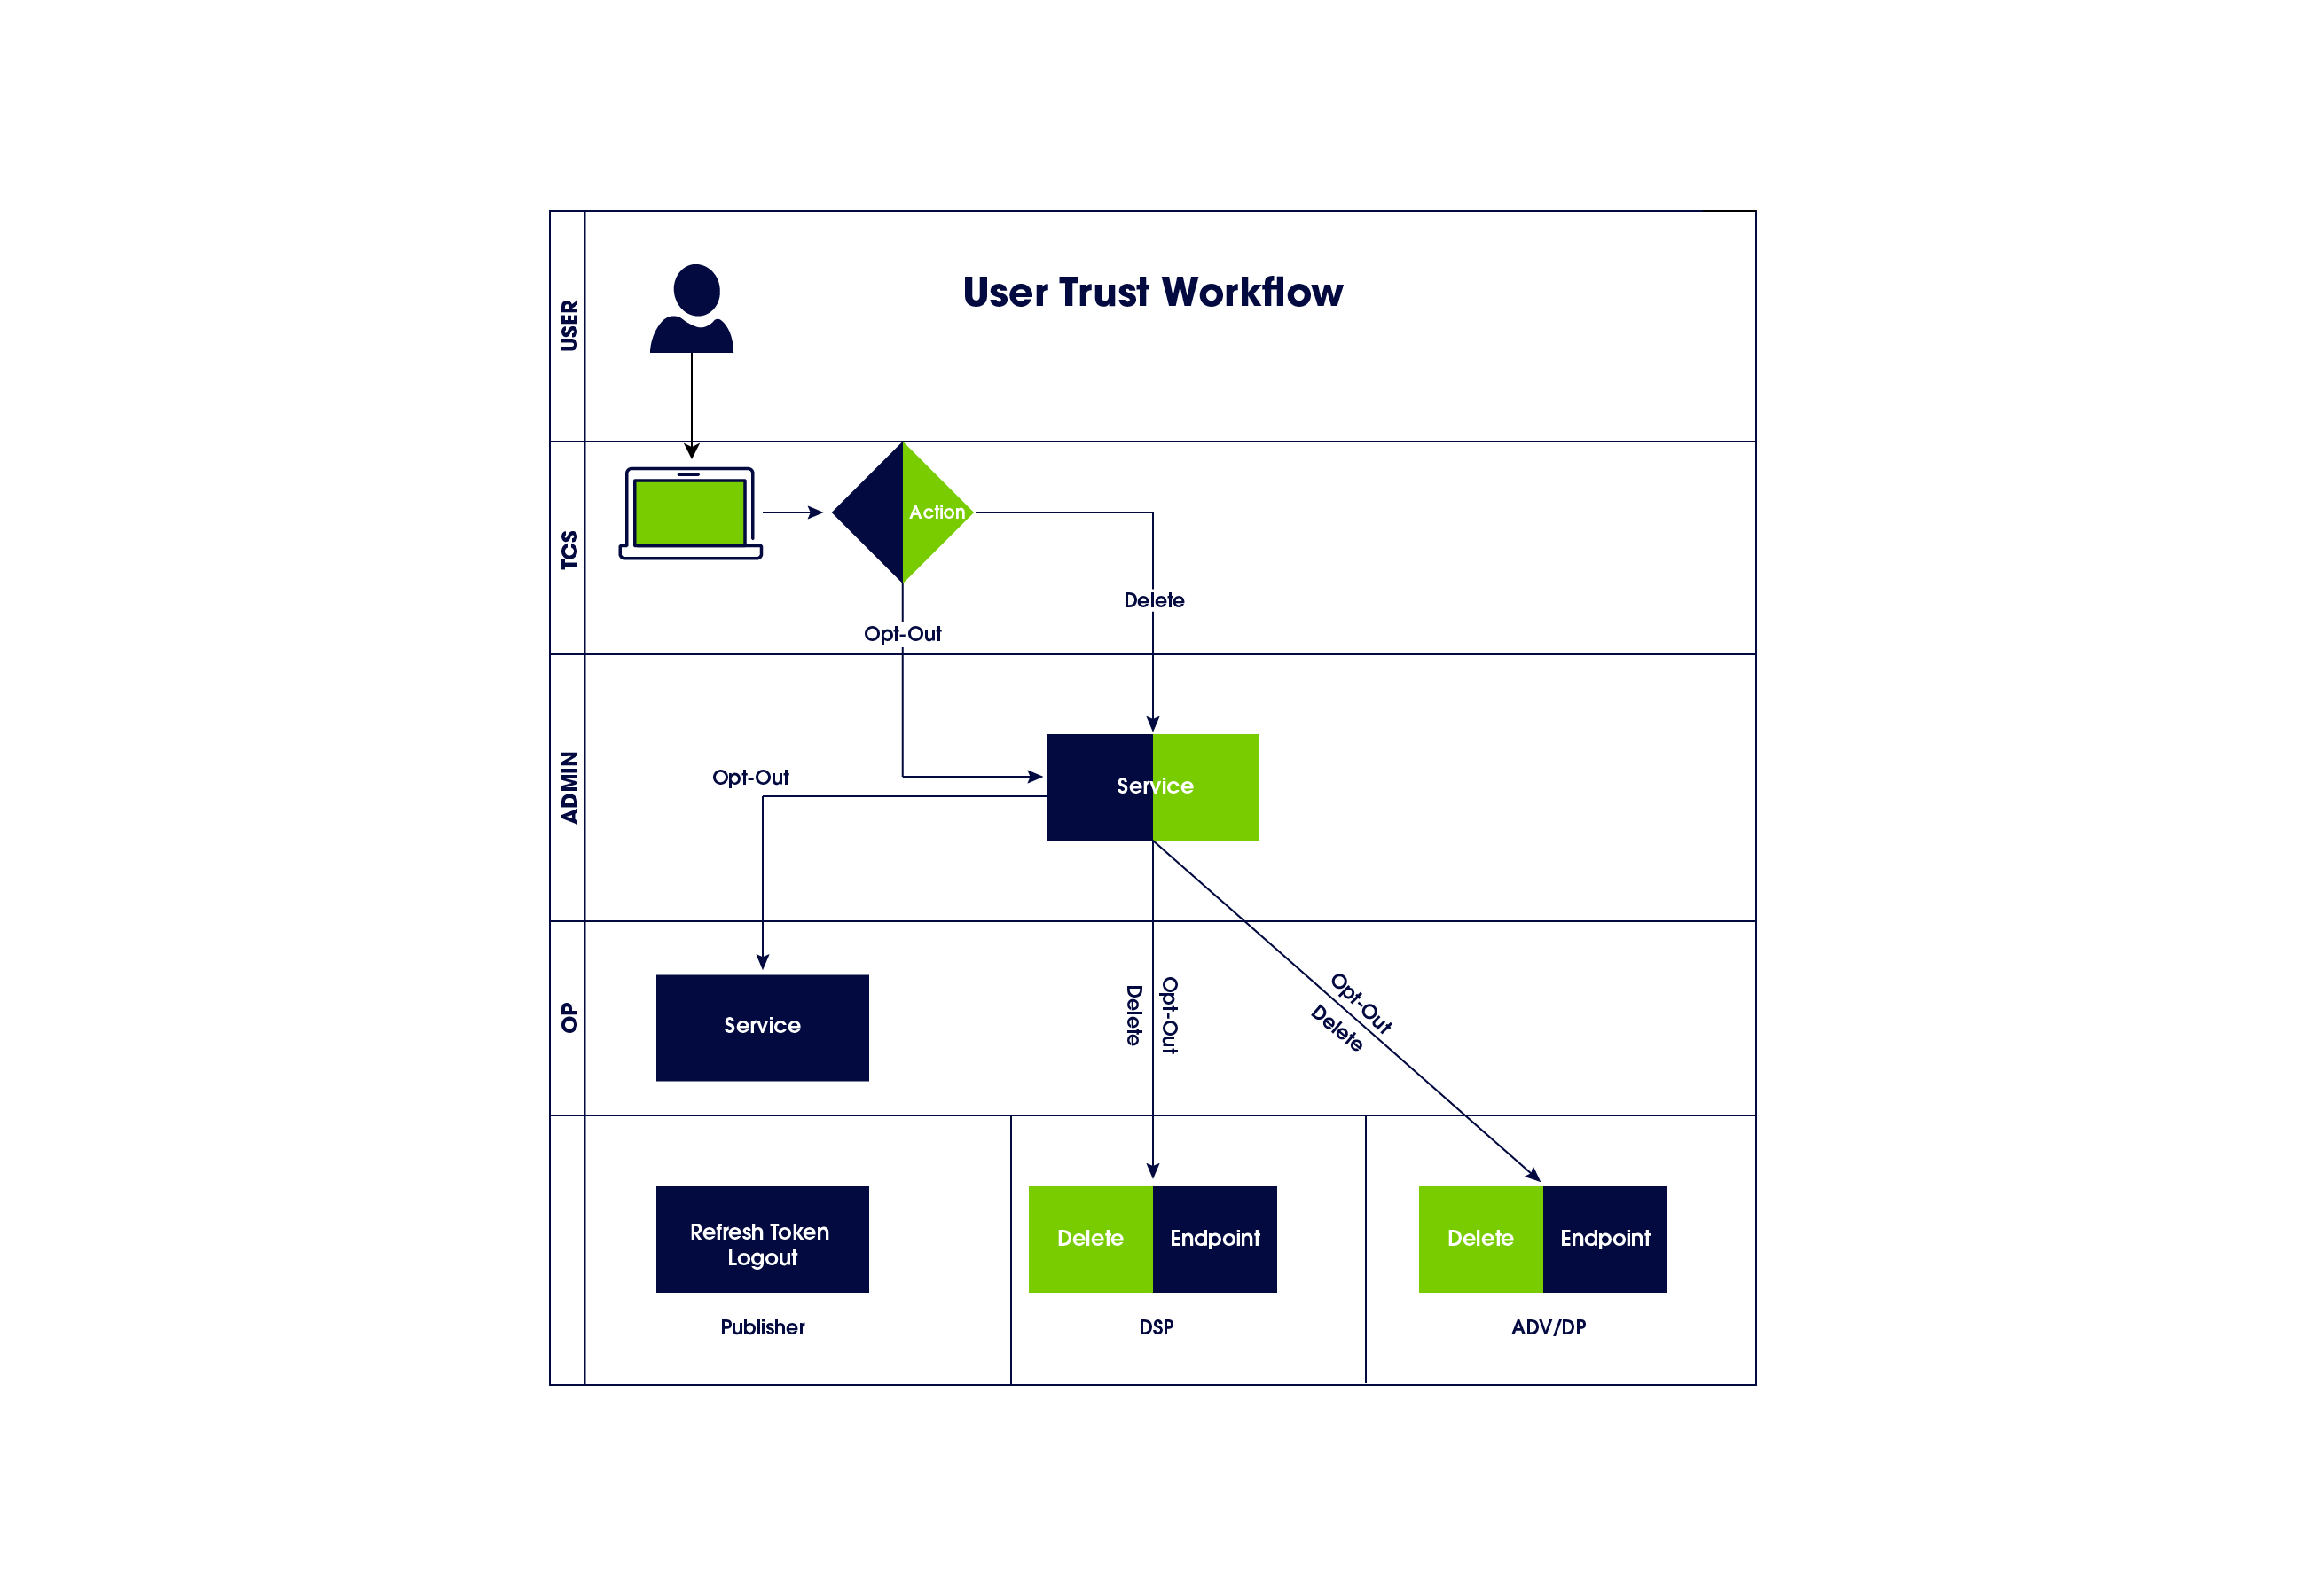 User Trust Workflow
USER
TCS
Action
Delete
Opt-Out
ADMIN
Opt-Out
Service
OP
Service
Delete
Opt-Out
Opt-Out
Delete
Refresh Token
Logout
Publisher
Delete
Endpoint
DSP
Delete
Endpoint
ADV/DP